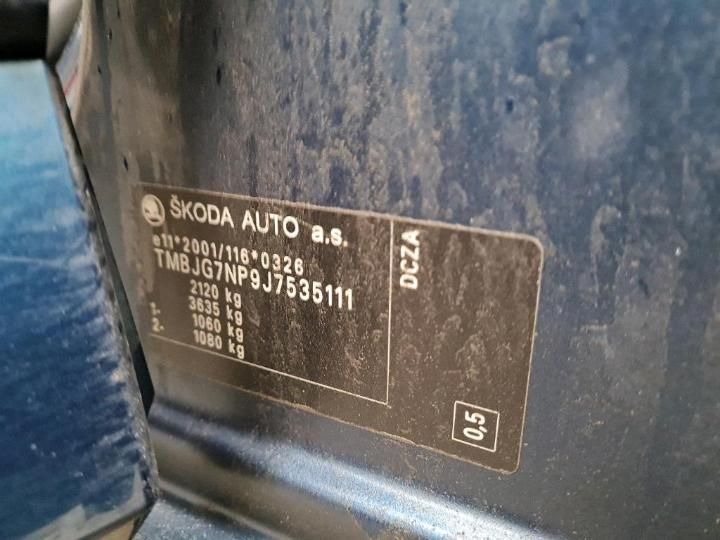 ŠKODA AUTO a.s.
e11*2001/116*0326
TMBJG7NP9J7535111
2120 kg
3635 kg
1- 1060 kg
2- 1080 kg
DCZA
0,5